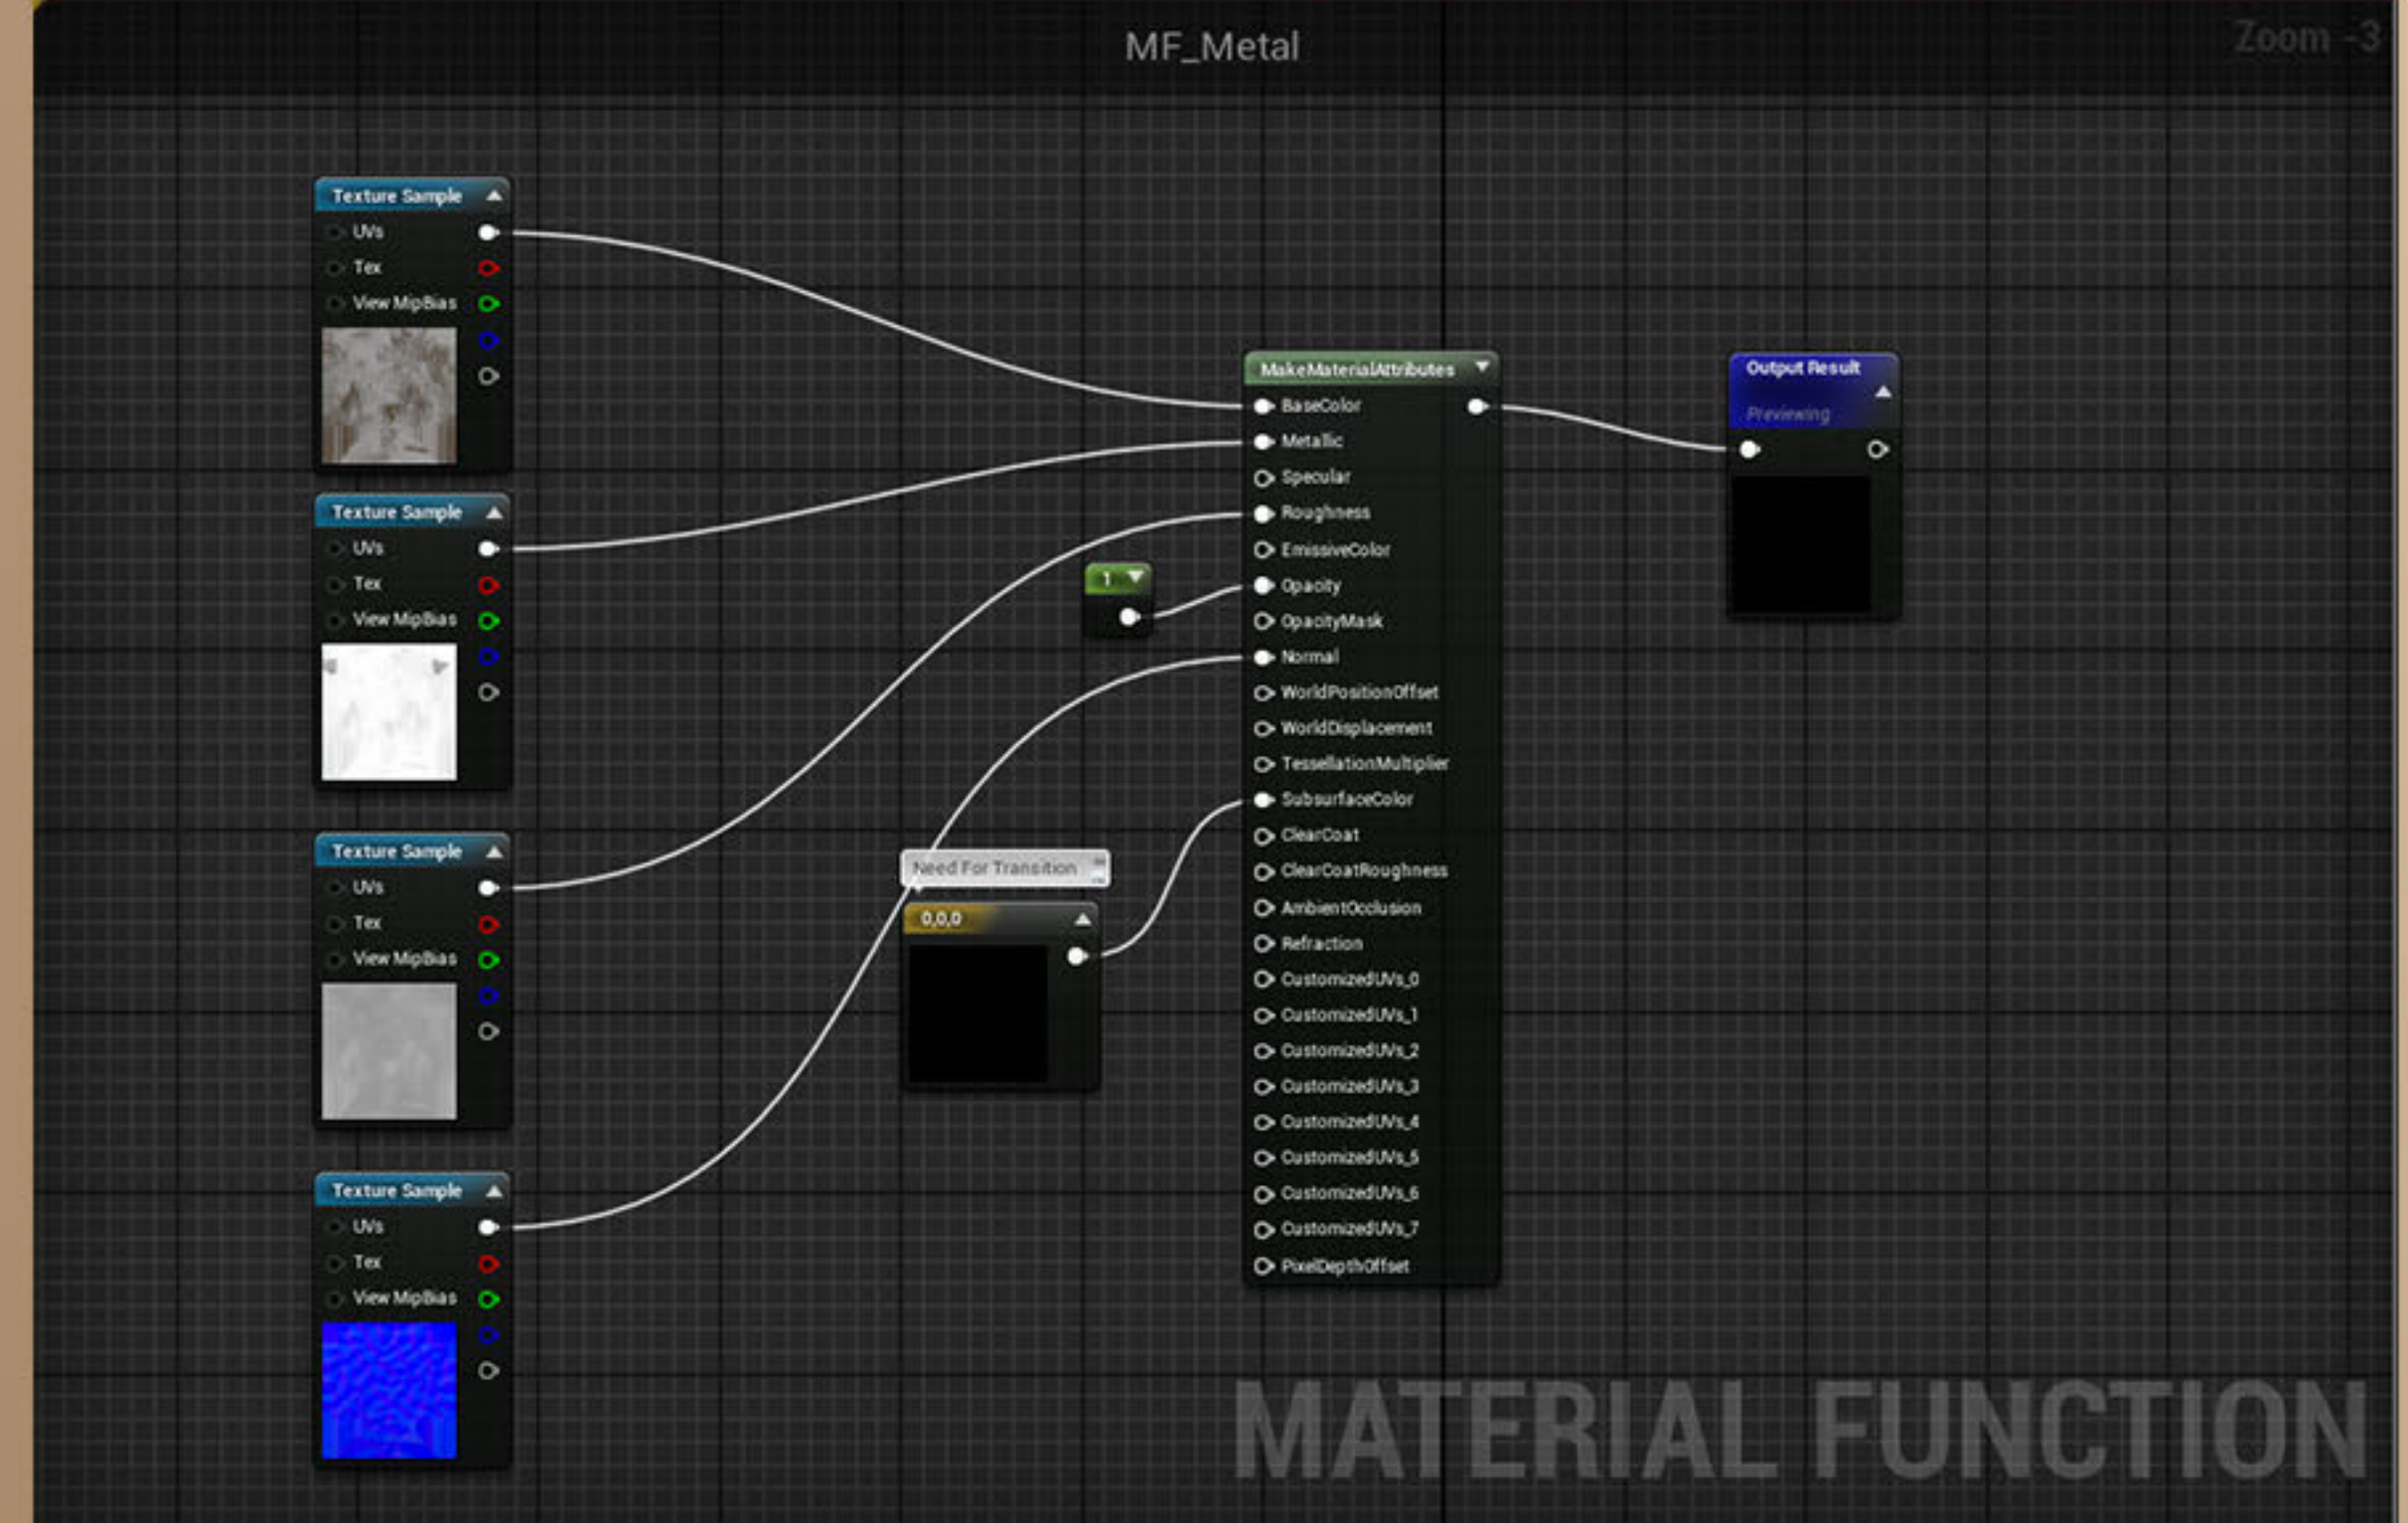 MF_Metal
Zoom -3
Texture Sample
UVs
Tex
View MipBias
Texture Sample
UVs
Tex
View MipBias
Texture Sample
UVs
Tex
View MipBias
Texture Sample
UVs
Tex
View MipBias
1
Need For Transition
0,0,0
MakeMaterialAttributes
BaseColor
Metallic
Specular
Roughness
EmissiveColor
Opacity
OpacityMask
Normal
WorldPositionOffset
WorldDisplacement
TessellationMultiplier
SubsurfaceColor
ClearCoat
ClearCoatRoughness
AmbientOcclusion
Refraction
CustomizedUVs_0
CustomizedUVs_1
CustomizedUVs_2
CustomizedUVs_3
CustomizedUVs_4
CustomizedUVs_5
CustomizedUVs_6
CustomizedUVs_7
PixelDepthOffset
Output Result
Previewing
MATERIAL FUNCTION